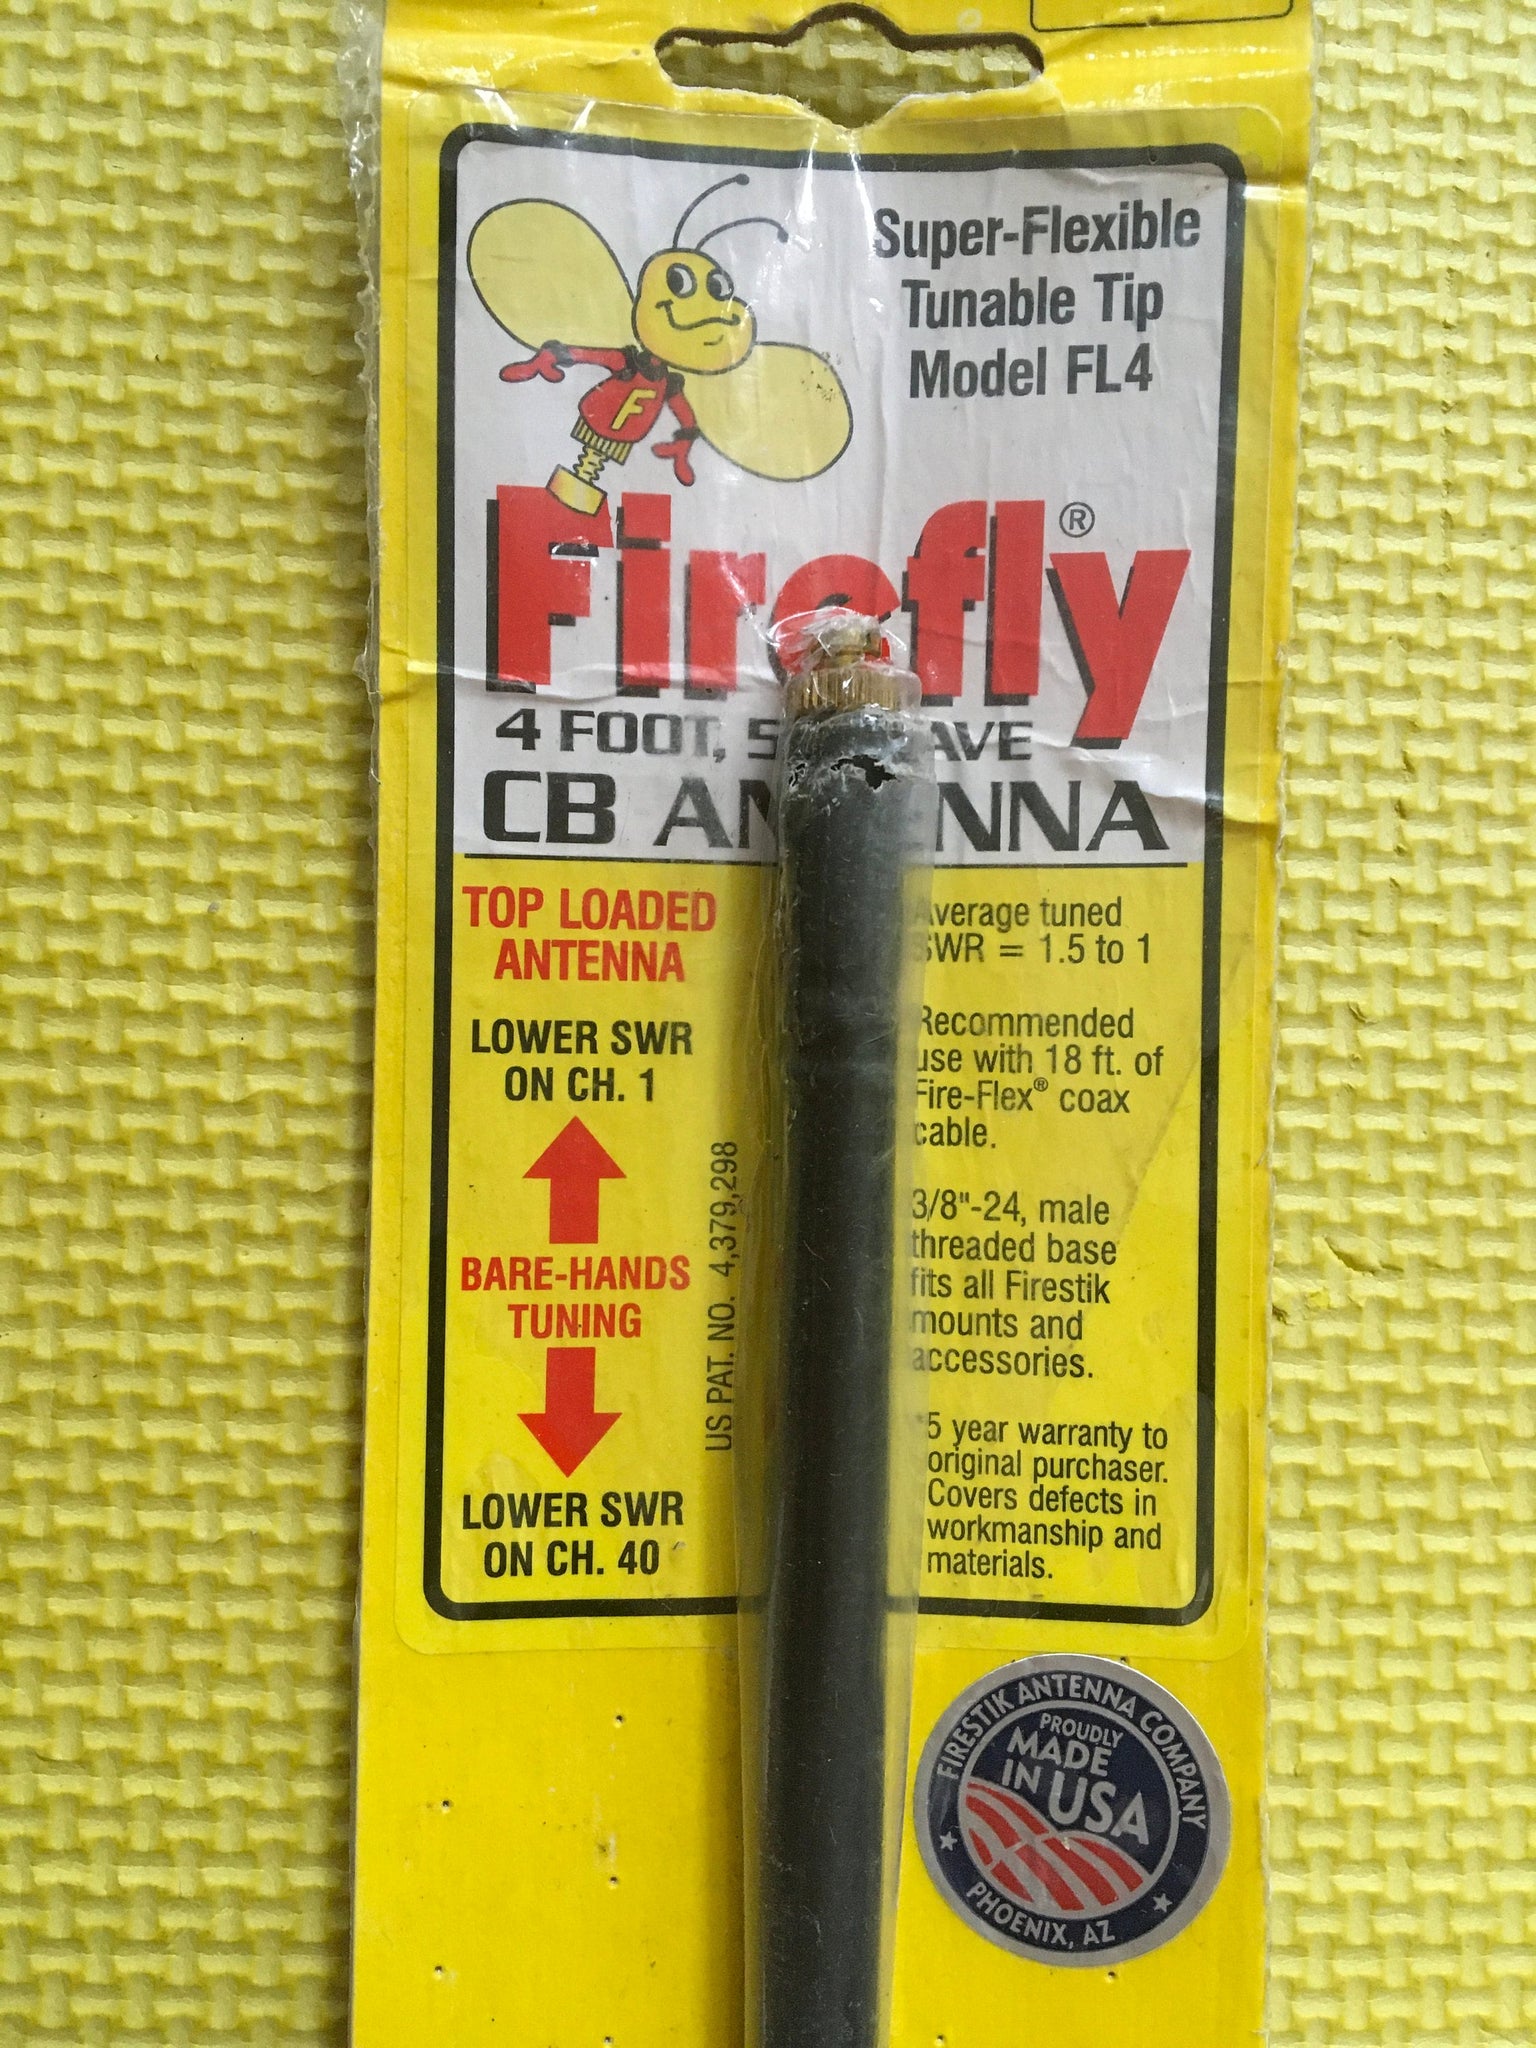 Super-Flexible
Tunable Tip
Model FL4
F
Firefly®
4 FOOT,
CB
TOP LOADED
ANTENNA
LOWER SWR
ON CH. 1
BARE-HANDS
TUNING
LOWER SWR
ON CH. 40
US PAT. NO. 4,379,298
Average tuned
SWR = 1.5 to 1
Recommended
use with 18 ft. of
Fire-Flex® coax
cable.
3/8"-24, male
threaded base
fits all Firestik
mounts and
accessories.
*5 year warranty to
original purchaser.
Covers defects in
workmanship and
materials.
FIRESTIK ANTENNA COMPANY
PROUDLY
MADE
IN USA
PHOENIX, AZ